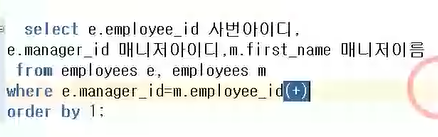 select e.employee_id 사번아이디,
e.manager_id 매니저아이디,m.first_name 매니저이름
from employees e, employees m
where e.manager_id=m.employee_id(+)
order by 1;